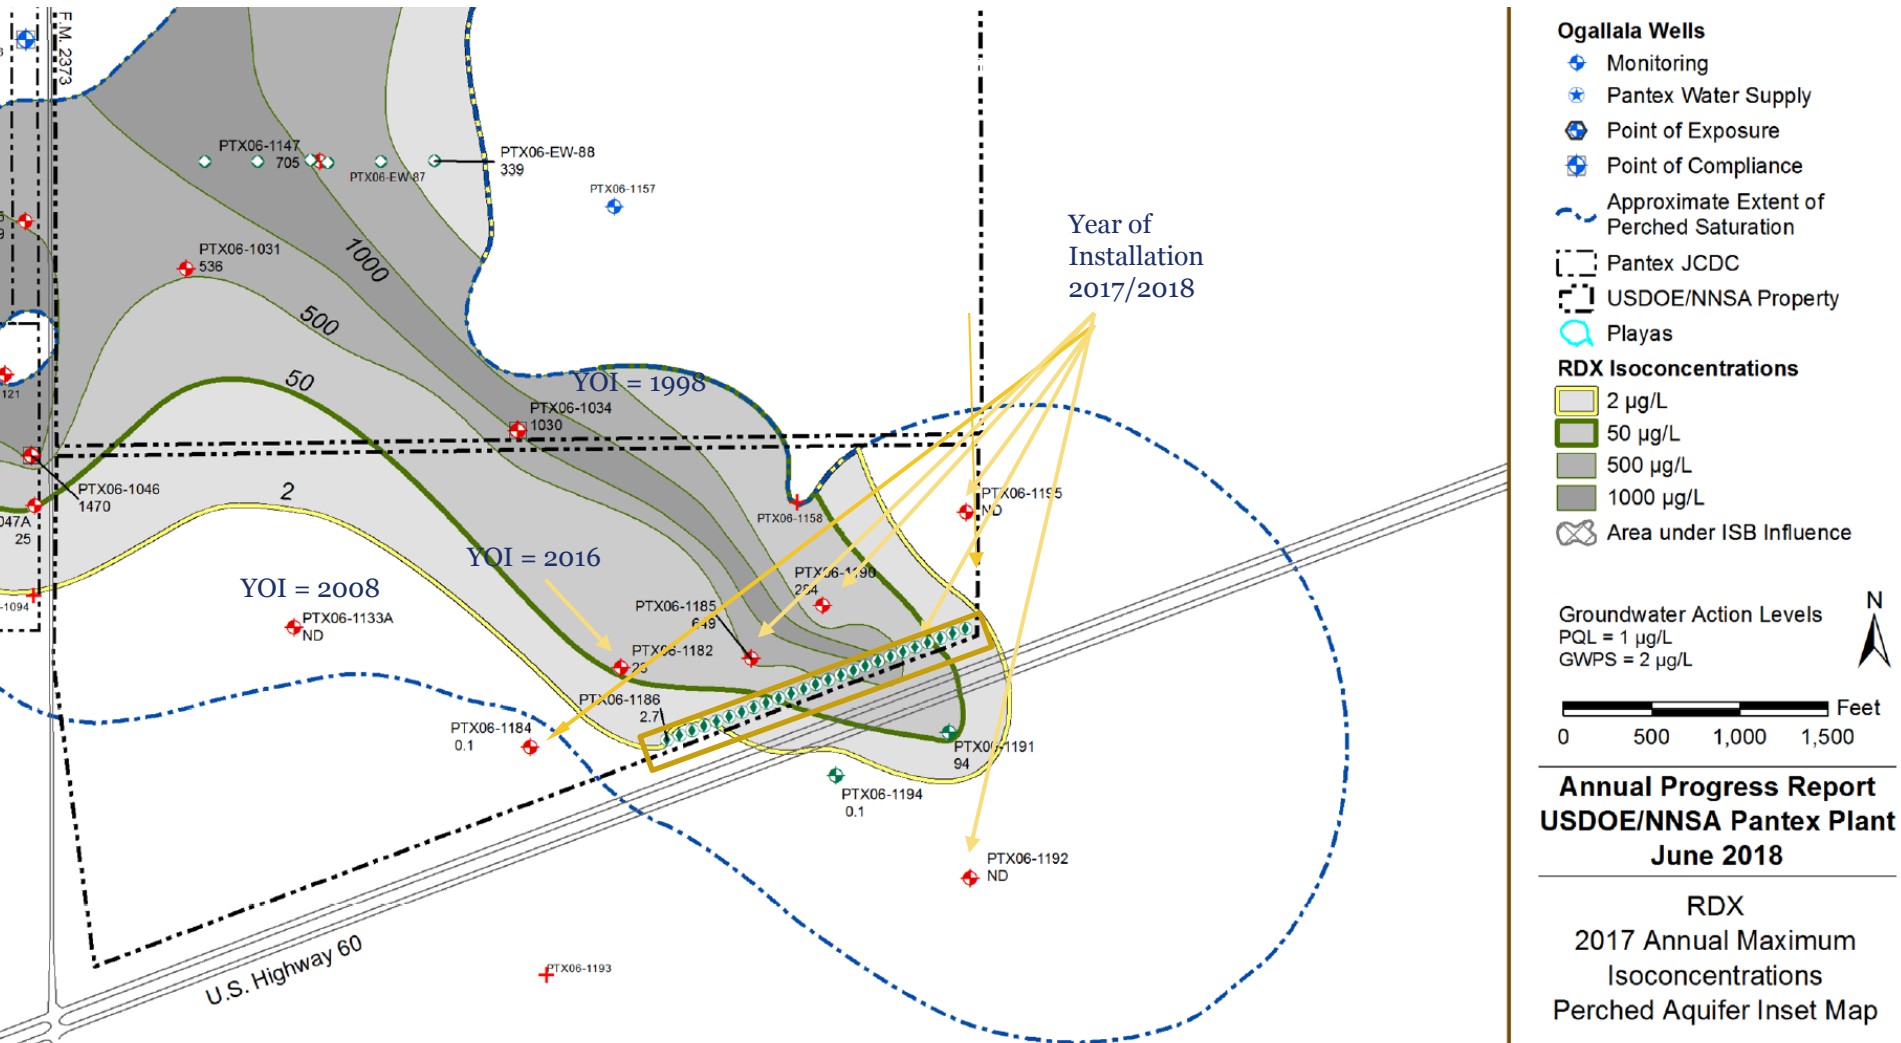 F.M. 2373
PTX06-1147
705
PTX06-EW-87
PTX06-EW-88
339
PTX06-1157
PTX06-1031
536
1000
500
50
2
Year of
Installation
2017/2018
YOI = 1998
PTX06-1034
1030
121
PTX06-1046
1470
047A
25
-1094
PTX06-1158
PTX06-1195
ND
YOI = 2016
YOI = 2008
PTX06-1133A
ND
PTX06-1190
284
PTX06-1185
649
PTX06-1182
PTX06-1186
2.7
PTX06-1184
0.1
PTX06-1191
94
PTX06-1194
0.1
PTX06-1192
ND
PTX06-1193
U.S. Highway 60
Ogallala Wells
Monitoring
Pantex Water Supply
Point of Exposure
Point of Compliance
Approximate Extent of
Perched Saturation
Pantex JCDC
USDOE/NNSA Property
Playas
RDX Isoconcentrations
2 µg/L
50 µg/L
500 µg/L
1000 µg/L
Area under ISB Influence
Groundwater Action Levels
PQL = 1 µg/L
GWPS = 2 µg/L
N
Feet
0 500 1,000 1,500
Annual Progress Report
USDOE/NNSA Pantex Plant
June 2018
RDX
2017 Annual Maximum
Isoconcentrations
Perched Aquifer Inset Map